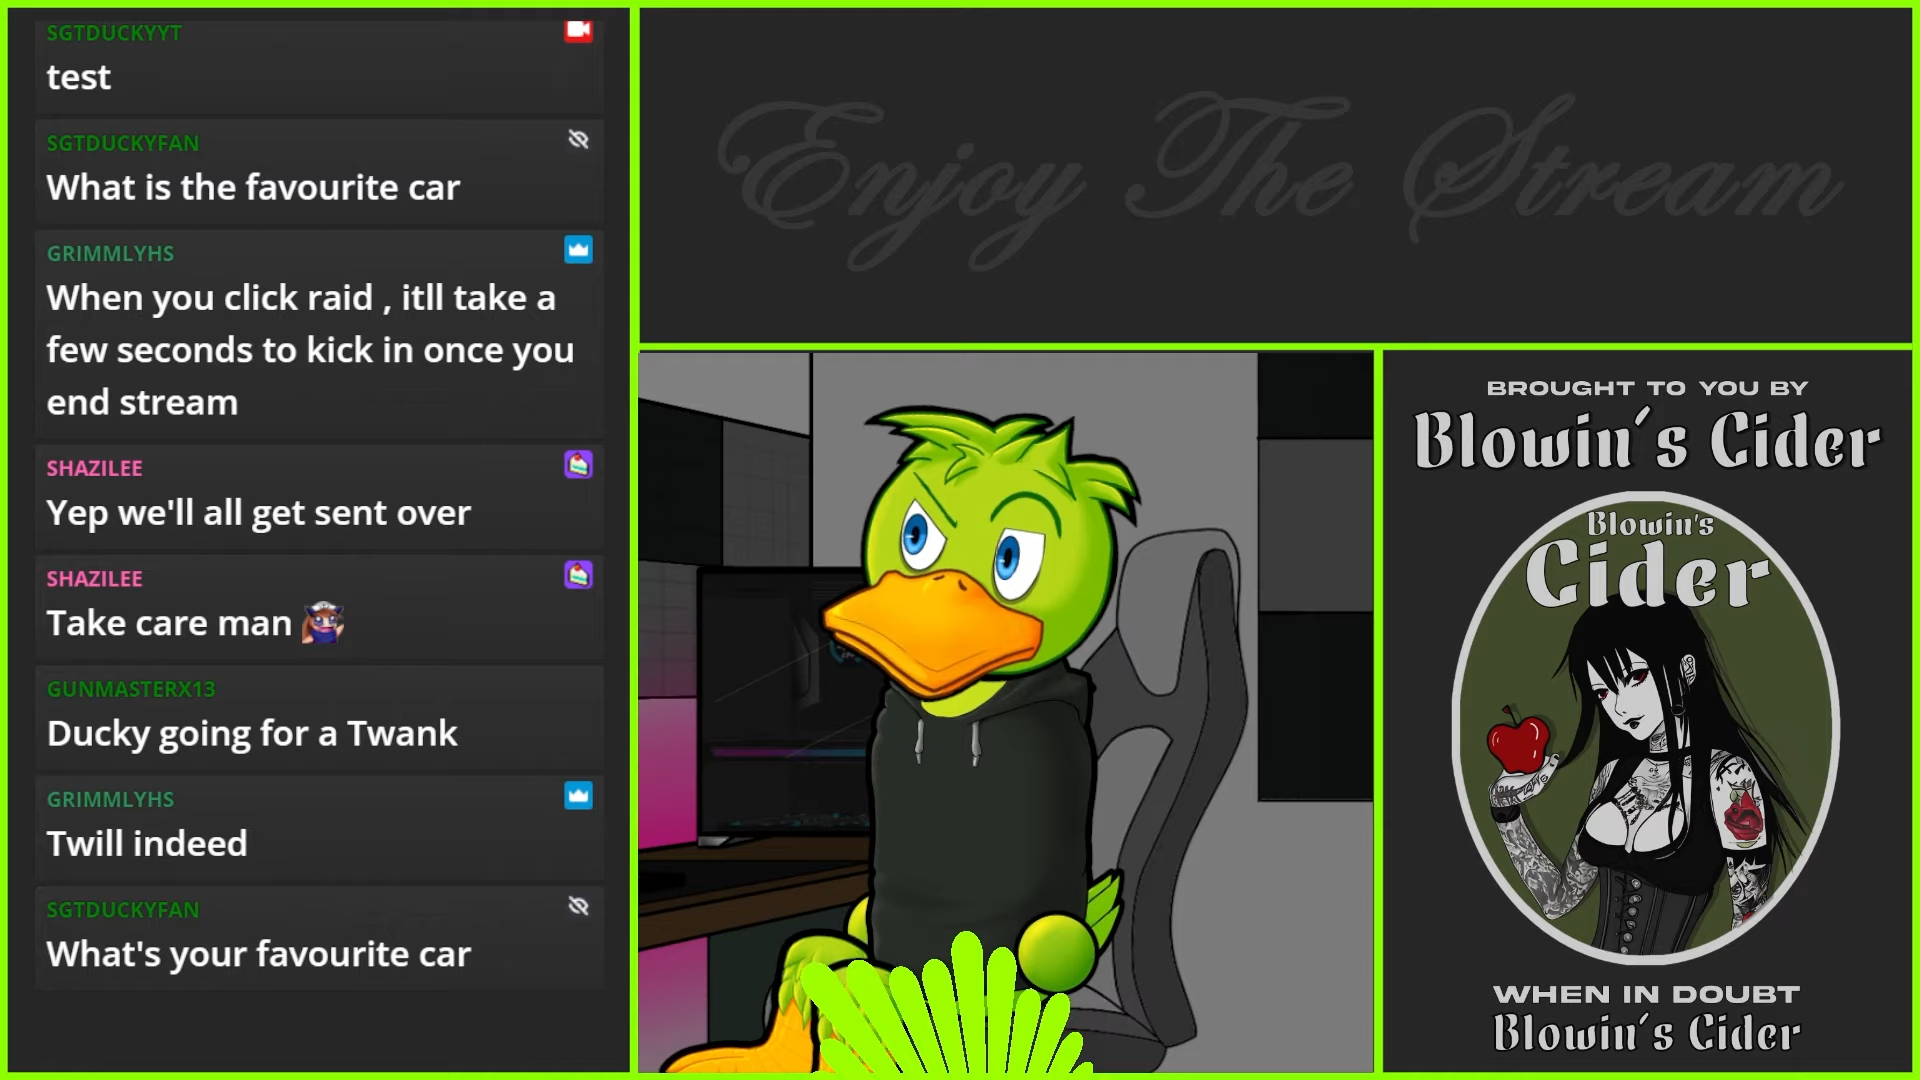 SGTDUCKYYT
test
SGTDUCKYFAN
What is the favourite car
GRIMMLYHS
When you click raid , itll take a
few seconds to kick in once you
end stream
SHAZILEE
Yep we'll all get sent over
SHAZILEE
Take care man
GUNMASTERX13
Ducky going for a Twank
GRIMMLYHS
Twill indeed
SGTDUCKYFAN
What's your favourite car
Enjoy The Stream
BROUGHT TO YOU BY
Blowin's Cider
Blowin's
Cider
WHEN IN DOUBT
Blowin's Cider